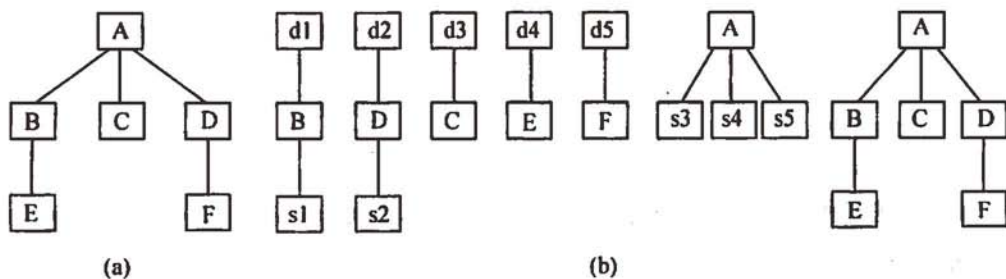 A d1 d2 d3 d4 d5 A A
B C D B D C E F s3 s4 s5 B C D
E F s1 s2 E F
(a) (b)